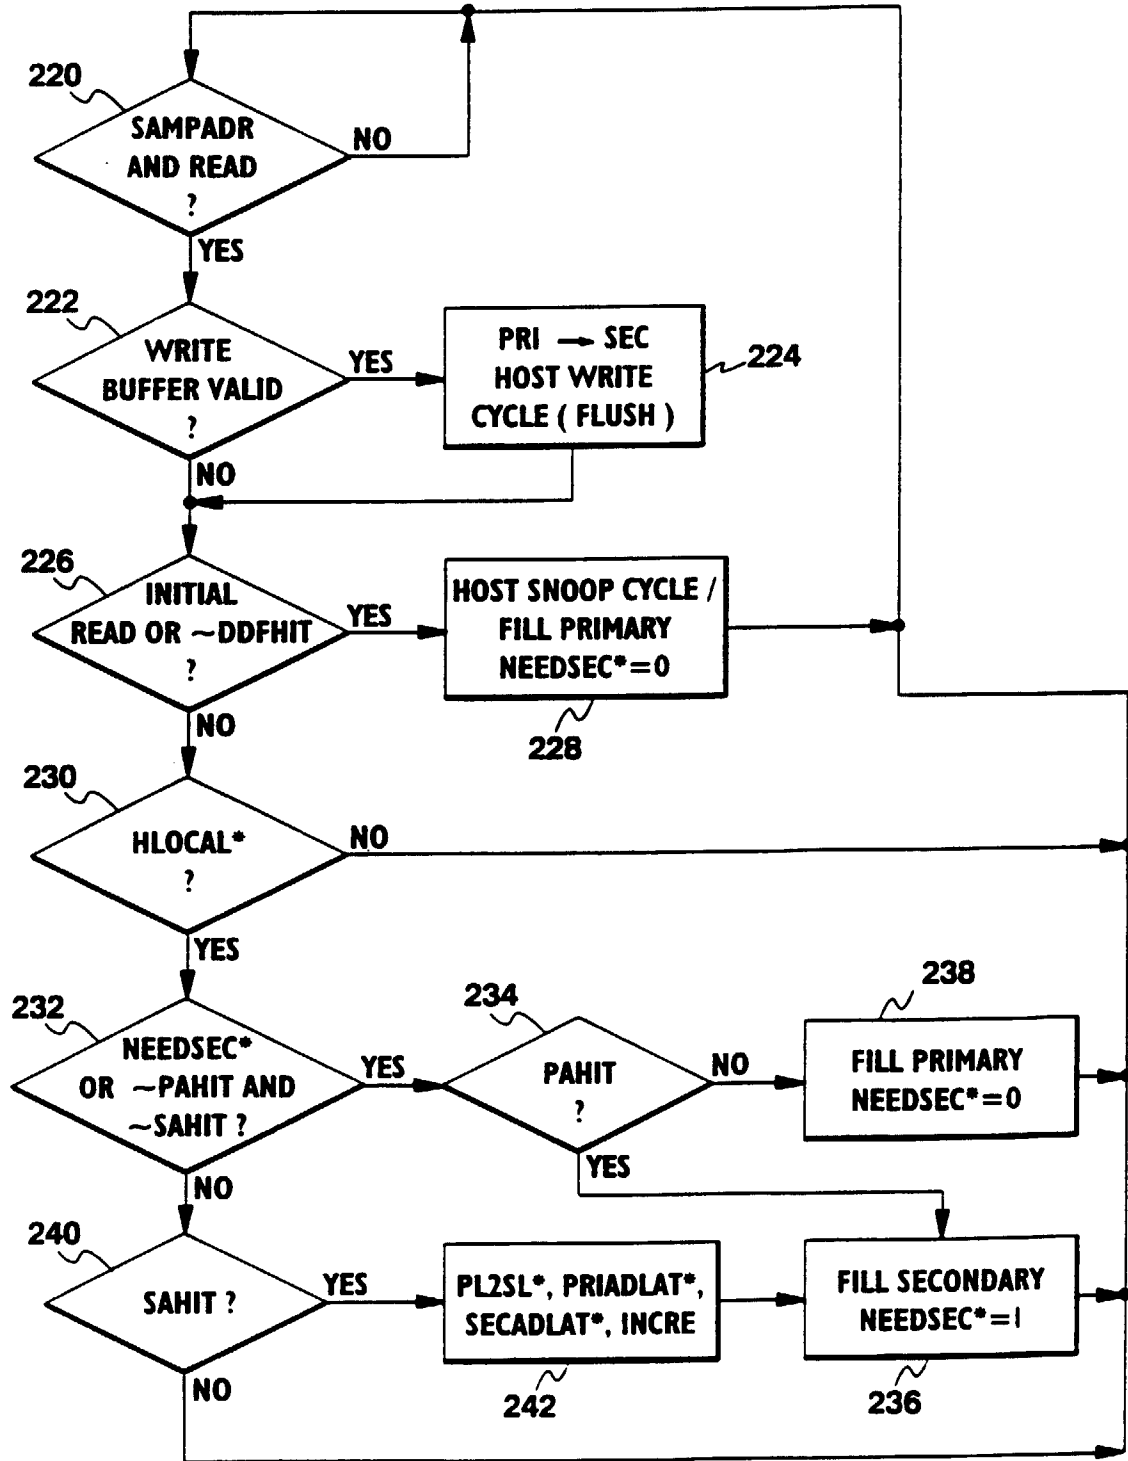 220
SAMPADR
AND READ
?
NO
YES
222
WRITE
BUFFER VALID
?
YES
NO
PRI → SEC
HOST WRITE
CYCLE ( FLUSH )
224
226
INITIAL
READ OR ~DDFHIT
?
YES
NO
HOST SNOOP CYCLE /
FILL PRIMARY
NEEDSEC*=0
228
230
HLOCAL*
?
NO
YES
232
NEEDSEC*
OR ~PAHIT AND
~SAHIT ?
YES
NO
234
PAHIT
?
NO
YES
238
FILL PRIMARY
NEEDSEC*=0
240
SAHIT ?
YES
NO
PL2SL*, PRIADLAT*,
SECADLAT*, INCRE
242
FILL SECONDARY
NEEDSEC*=1
236